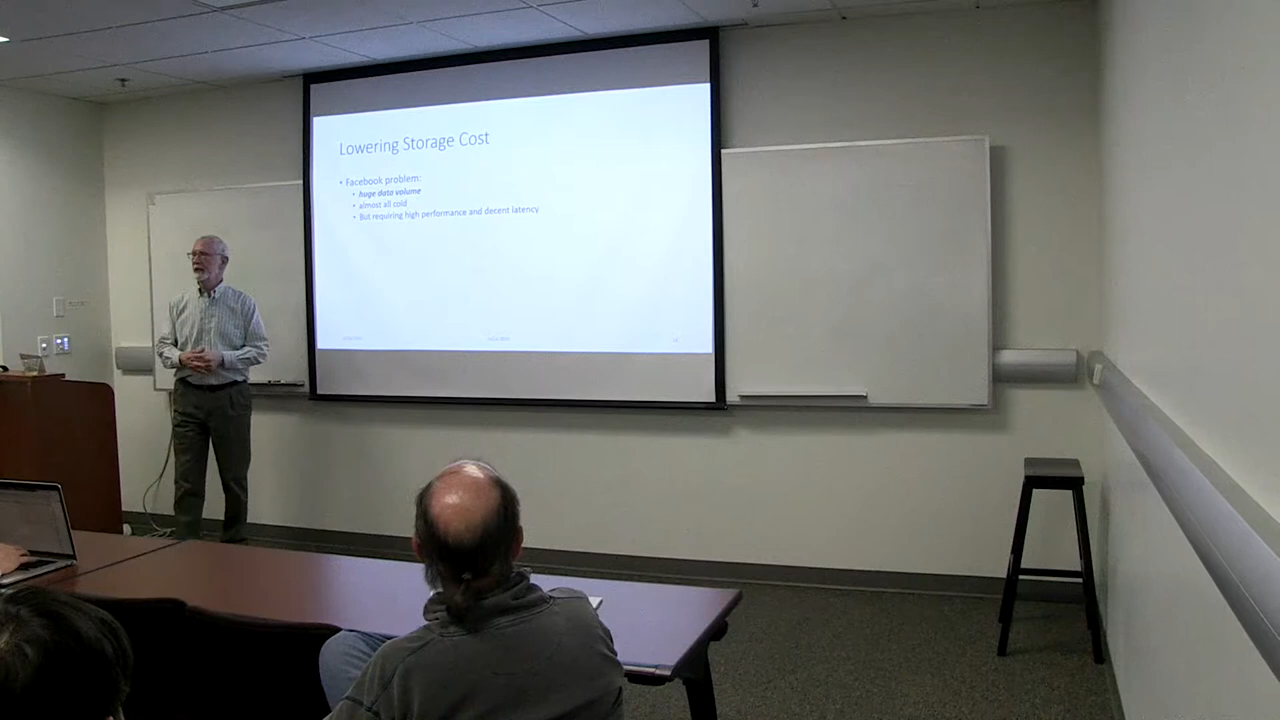 Lowering Storage Cost
• Facebook problem:
• huge data volume
• almost all cold
• But requiring high performance and decent latency